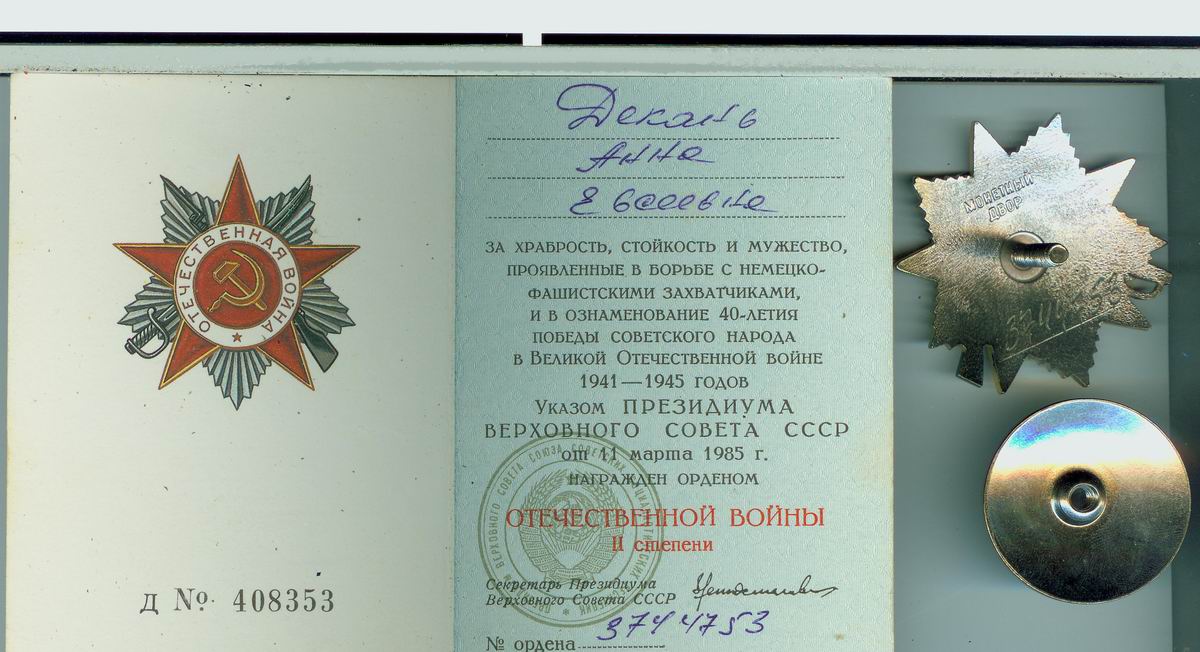 ОТЕЧЕСТВЕННАЯ ВОЙНА
Д № 408353
Декань
Анна
Евсеевна
ЗА ХРАБРОСТЬ, СТОЙКОСТЬ И МУЖЕСТВО,
ПРОЯВЛЕННЫЕ В БОРЬБЕ С НЕМЕЦКО-
ФАШИСТСКИМИ ЗАХВАТЧИКАМИ,
И В ОЗНАМЕНОВАНИЕ 40-ЛЕТИЯ
ПОБЕДЫ СОВЕТСКОГО НАРОДА
В ВЕЛИКОЙ ОТЕЧЕСТВЕННОЙ ВОЙНЕ
1941—1945 ГОДОВ
УКАЗОМ ПРЕЗИДИУМА
ВЕРХОВНОГО СОВЕТА СССР
от 11 марта 1985 г.
НАГРАЖДЕН ОРДЕНОМ
ОТЕЧЕСТВЕННОЙ ВОЙНЫ
II степени
Секретарь Президиума
Верховного Совета СССР
№ ордена 3744753
МОНЕТНЫЙ
ДВОР